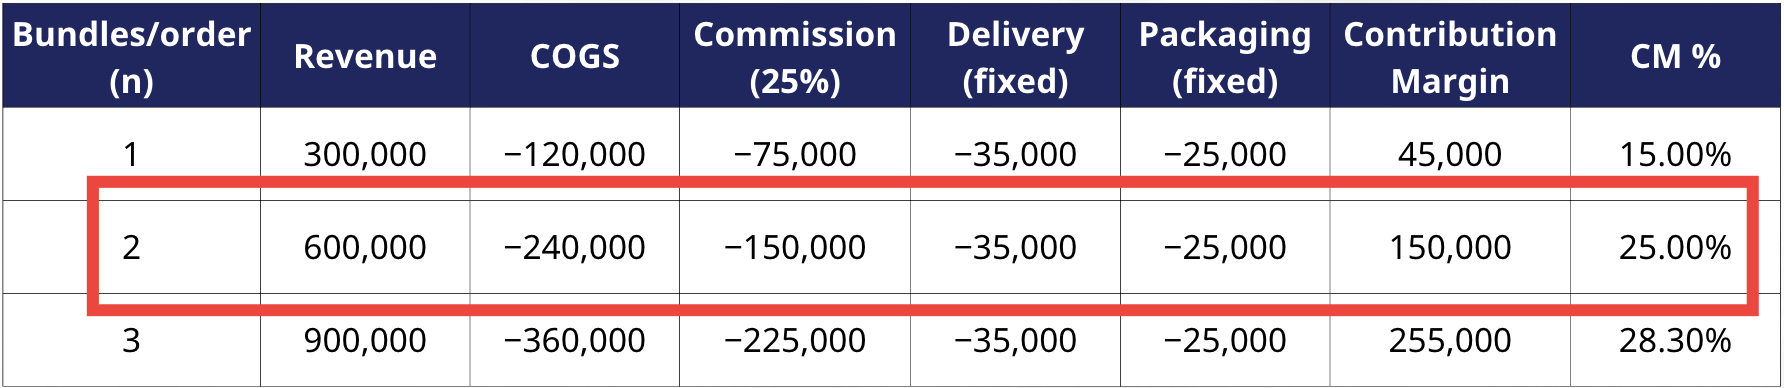 Bundles/order (n) Revenue COGS Commission (25%) Delivery (fixed) Packaging (fixed) Contribution Margin CM %
1 300,000 −120,000 −75,000 −35,000 −25,000 45,000 15.00%
2 600,000 −240,000 −150,000 −35,000 −25,000 150,000 25.00%
3 900,000 −360,000 −225,000 −35,000 −25,000 255,000 28.30%